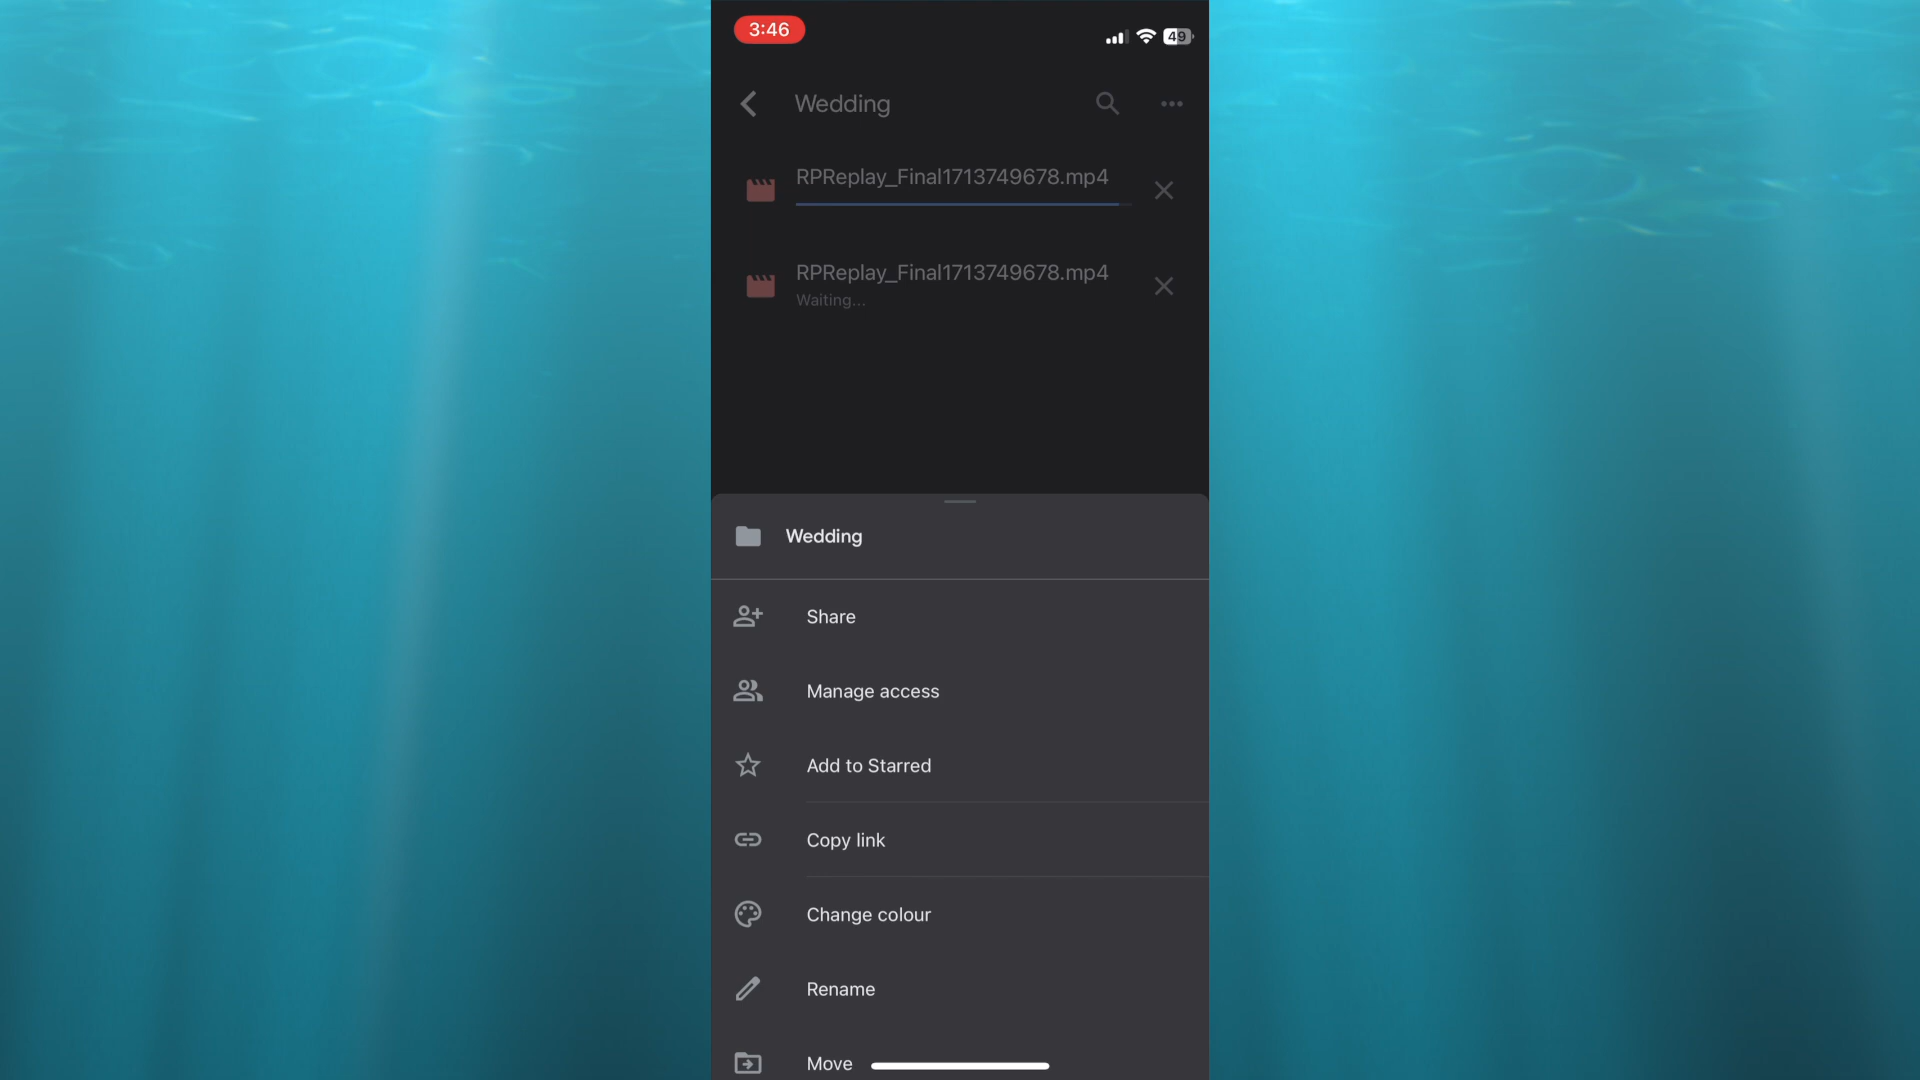 3:46
49
Wedding
RPReplay_Final1713749678.mp4
RPReplay_Final1713749678.mp4
Waiting...
Wedding
Share
Manage access
Add to Starred
Copy link
Change colour
Rename
Move